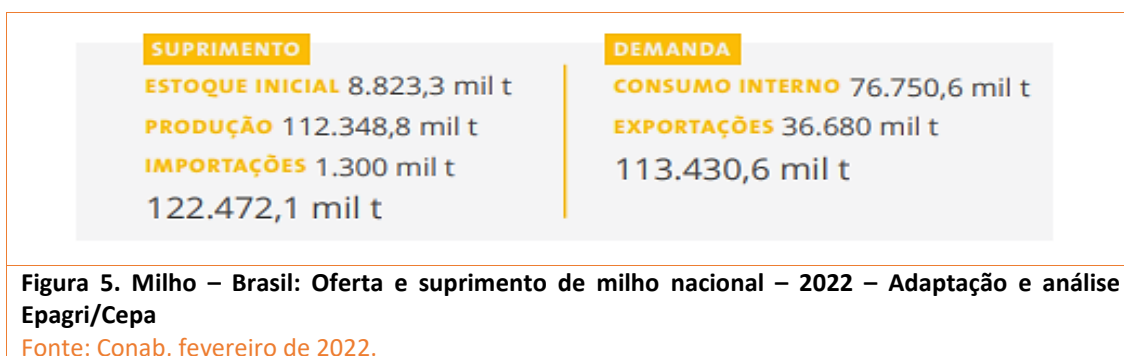 SUPRIMENTO
ESTOQUE INICIAL 8.823,3 mil t
PRODUÇÃO 112.348,8 mil t
IMPORTAÇÕES 1.300 mil t
122.472,1 mil t
DEMANDA
CONSUMO INTERNO 76.750,6 mil t
EXPORTAÇÕES 36.680 mil t
113.430,6 mil t
Figura 5. Milho – Brasil: Oferta e suprimento de milho nacional – 2022 – Adaptação e análise
Epagri/Cepa
Fonte: Conab, fevereiro de 2022.